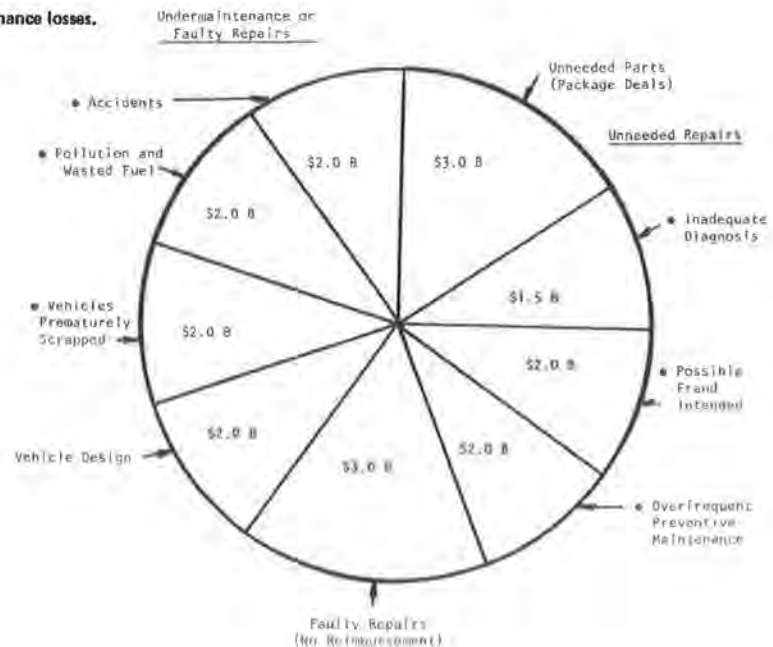 nance losses.
Undermaintenance or
Faulty Repairs
Unneeded Parts
(Package Deals)
• Accidents
Unneeded Repairs
• Pollution and
Wasted Fuel
$2.0 B
$3.0 B
$2.0 B
• Inadequate
Diagnosis
$1.5 B
• Vehicles
Prematurely
Scrapped
$2.0 B
$2.0 B
• Possible
Fraud
Intended
$2.0 B
$2.0 B
$3.0 B
Vehicle Design
• Overfrequent
Preventive
Maintenance
Faulty Repairs
(No Reimbursement)